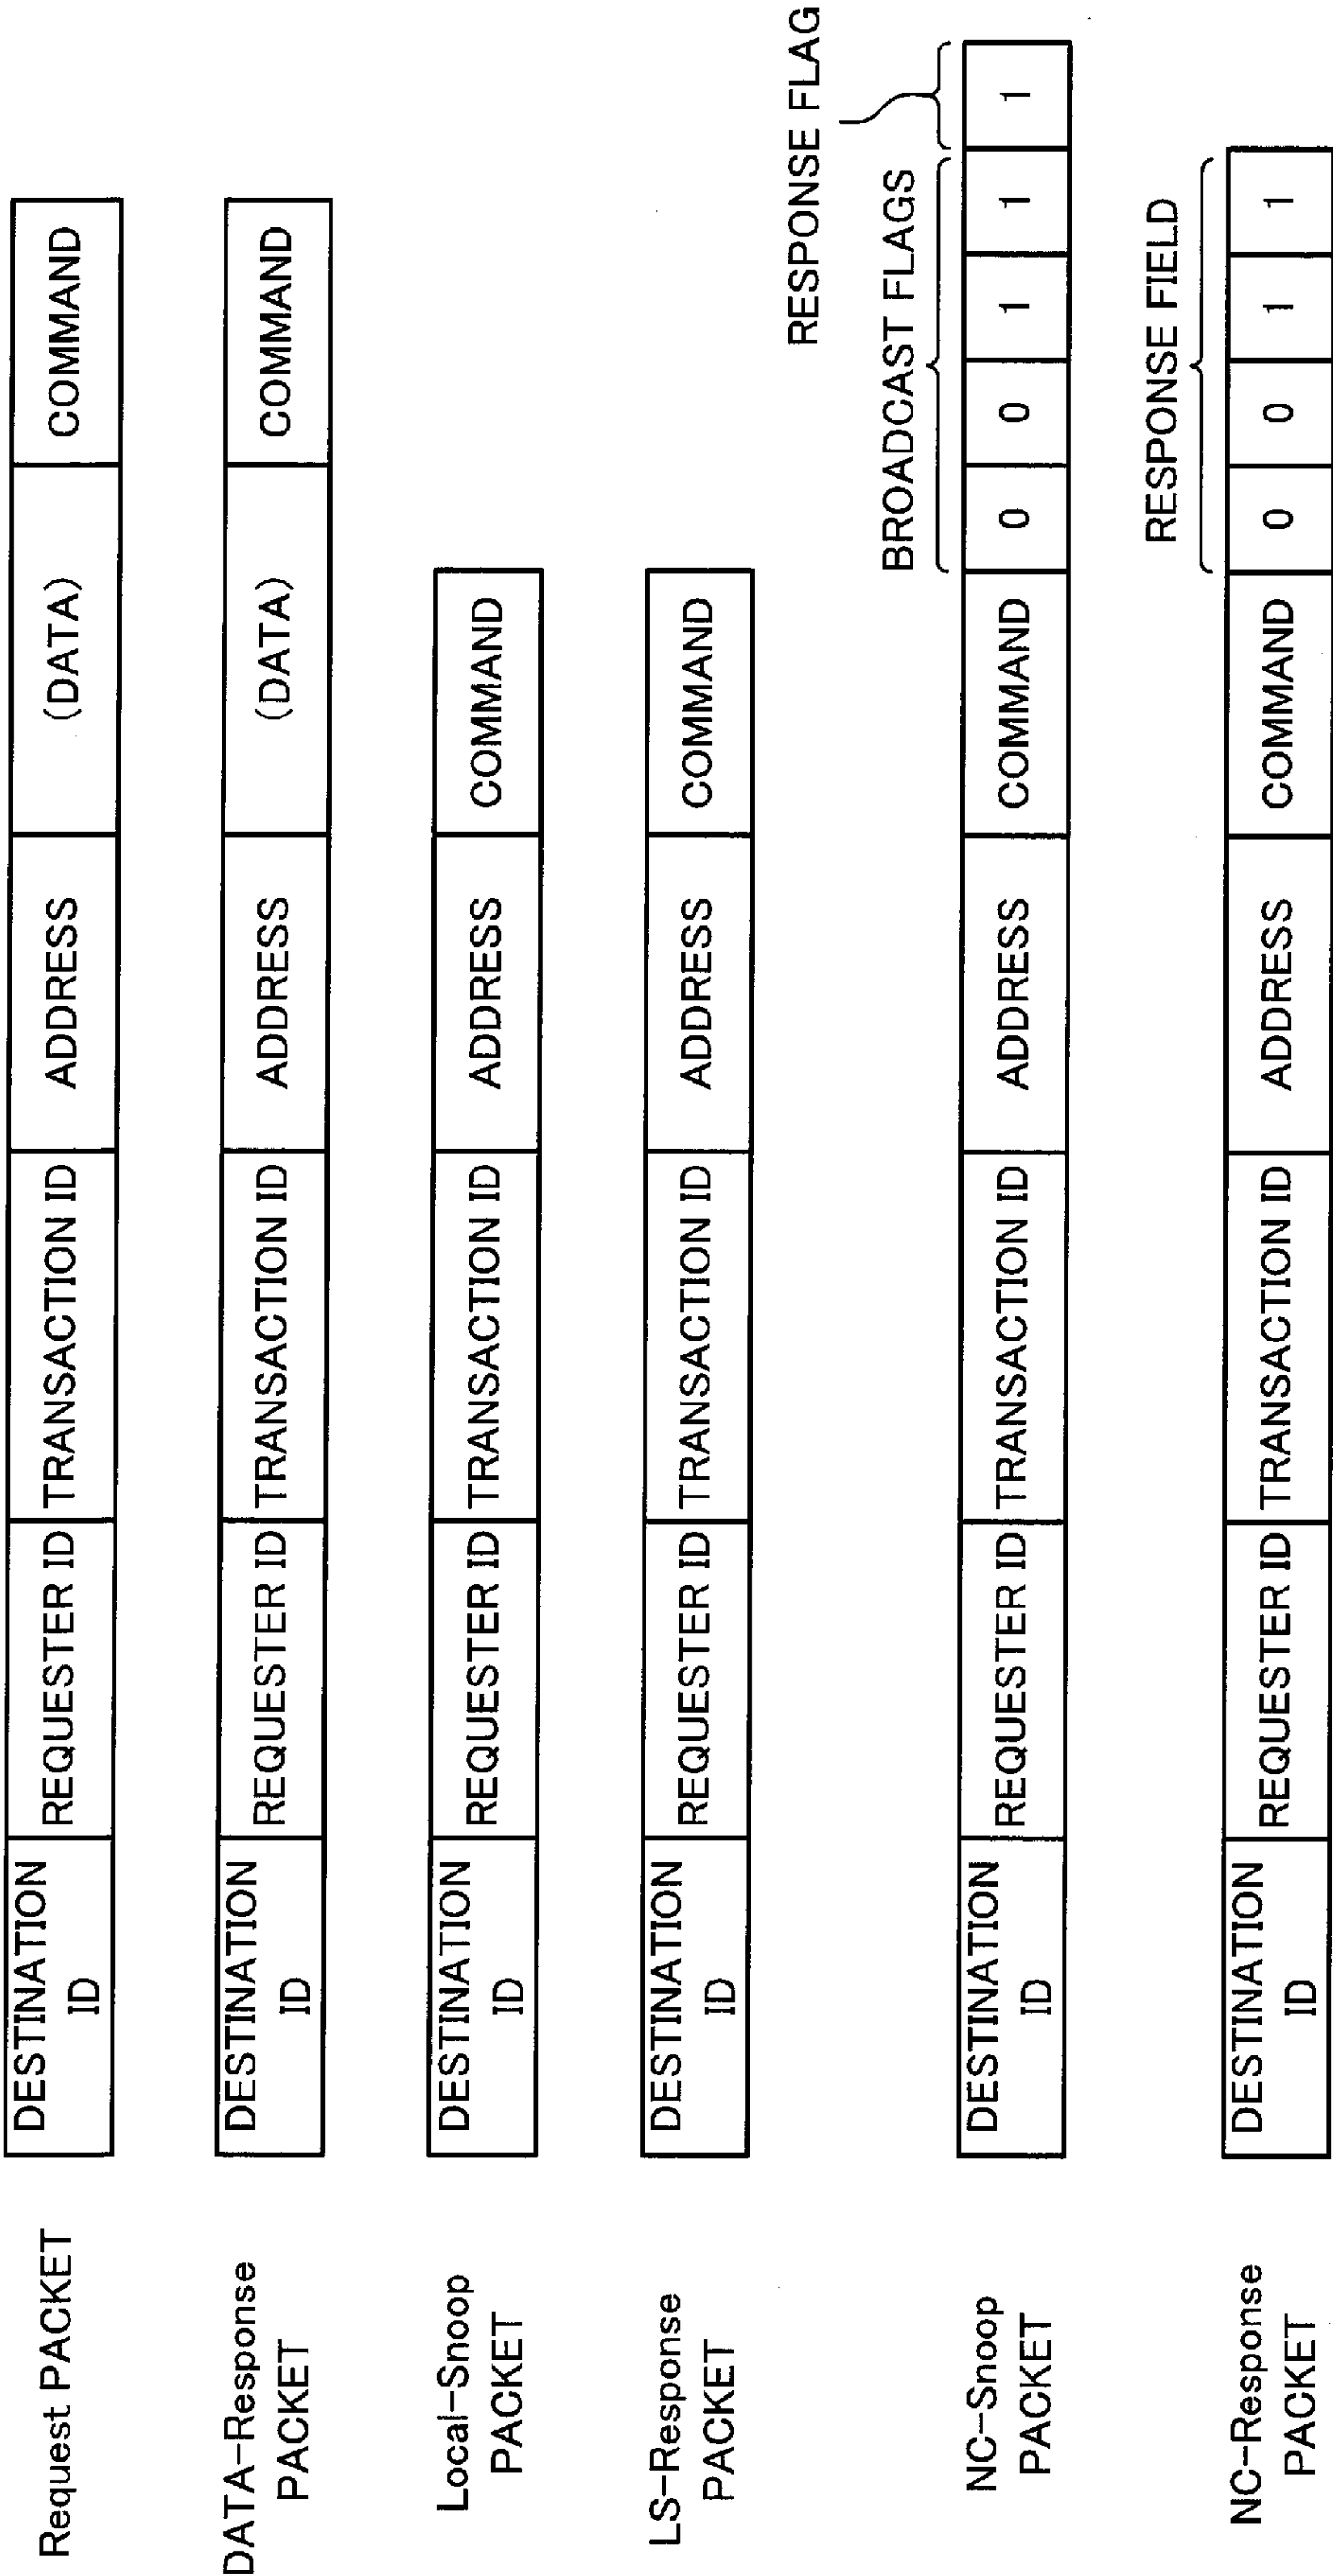 Request PACKET
DESTINATION
ID
REQUESTER ID
TRANSACTION ID
ADDRESS
(DATA)
COMMAND
DATA-Response
PACKET
DESTINATION
ID
REQUESTER ID
TRANSACTION ID
ADDRESS
(DATA)
COMMAND
Local-Snoop
PACKET
DESTINATION
ID
REQUESTER ID
TRANSACTION ID
ADDRESS
COMMAND
LS-Response
PACKET
DESTINATION
ID
REQUESTER ID
TRANSACTION ID
ADDRESS
COMMAND
RESPONSE FLAG
BROADCAST FLAGS
NC-Snoop
PACKET
DESTINATION
ID
REQUESTER ID
TRANSACTION ID
ADDRESS
COMMAND
0
0
1
1
1
RESPONSE FIELD
NC-Response
PACKET
DESTINATION
ID
REQUESTER ID
TRANSACTION ID
ADDRESS
COMMAND
0
0
1
1